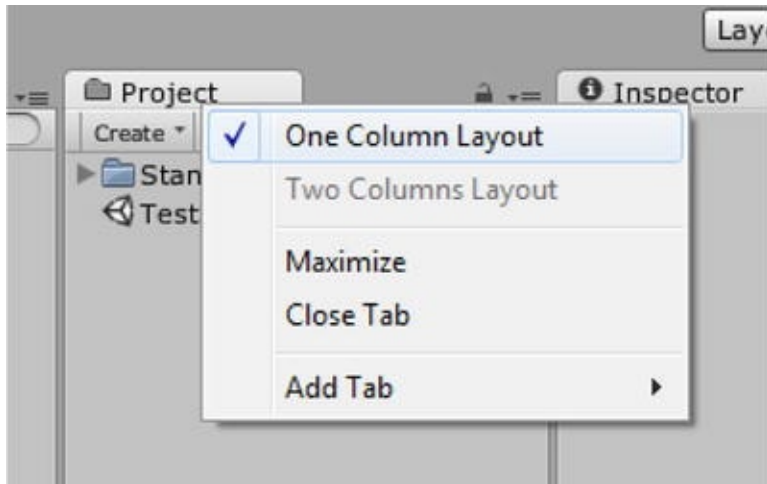 Lay
Project
Inspector
Create
One Column Layout
Stan
Two Columns Layout
Test
Maximize
Close Tab
Add Tab